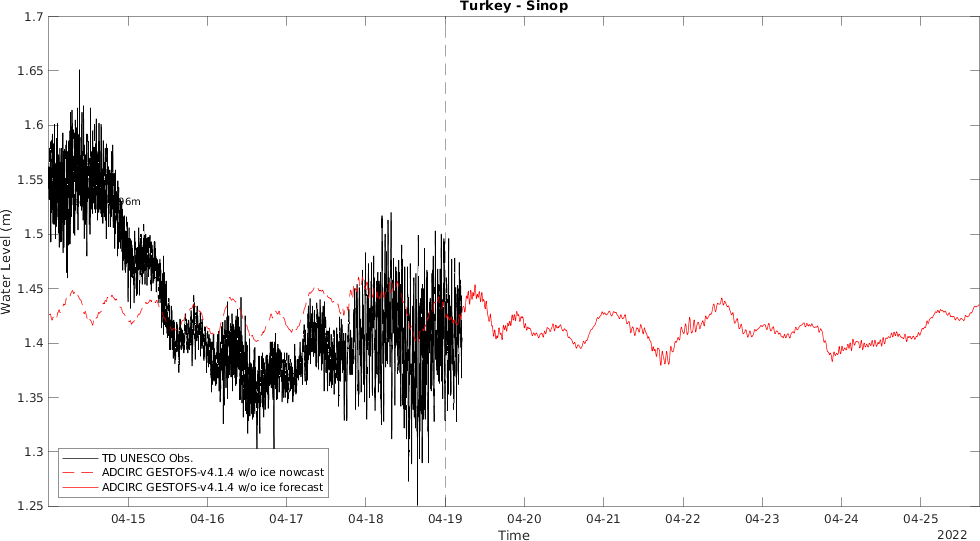 Turkey - Sinop
1.7
1.65
1.6
1.55
1.5
1.45
1.4
1.35
1.3
1.25
Water Level (m)
96m
TD UNESCO Obs.
ADCIRC GESTOFS-v4.1.4 w/o ice nowcast
ADCIRC GESTOFS-v4.1.4 w/o ice forecast
04-15 04-16 04-17 04-18 04-19 04-20 04-21 04-22 04-23 04-24 04-25
Time
2022